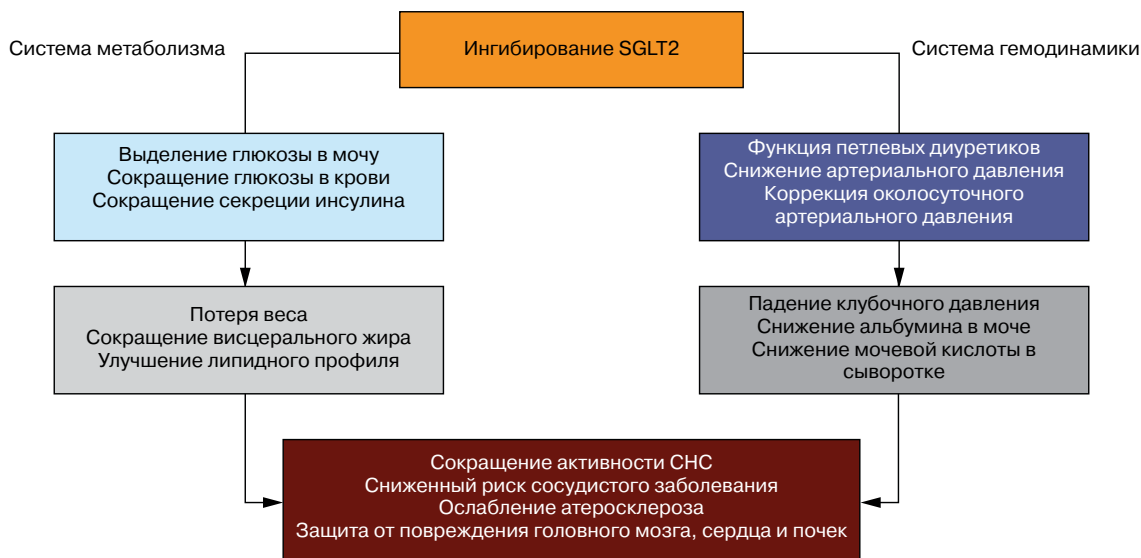 Система метаболизма
Ингибирование SGLT2
Система гемодинамики
Выделение глюкозы в мочу
Сокращение глюкозы в крови
Сокращение секреции инсулина
Функция петлевых диуретиков
Снижение артериального давления
Коррекция околосуточного
артериального давления
Потеря веса
Сокращение висцерального жира
Улучшение липидного профиля
Падение клубочного давления
Снижение альбумина в моче
Снижение мочевой кислоты в
сыворотке
Сокращение активности СНС
Сниженный риск сосудистого заболевания
Ослабление атеросклероза
Защита от повреждения головного мозга, сердца и почек